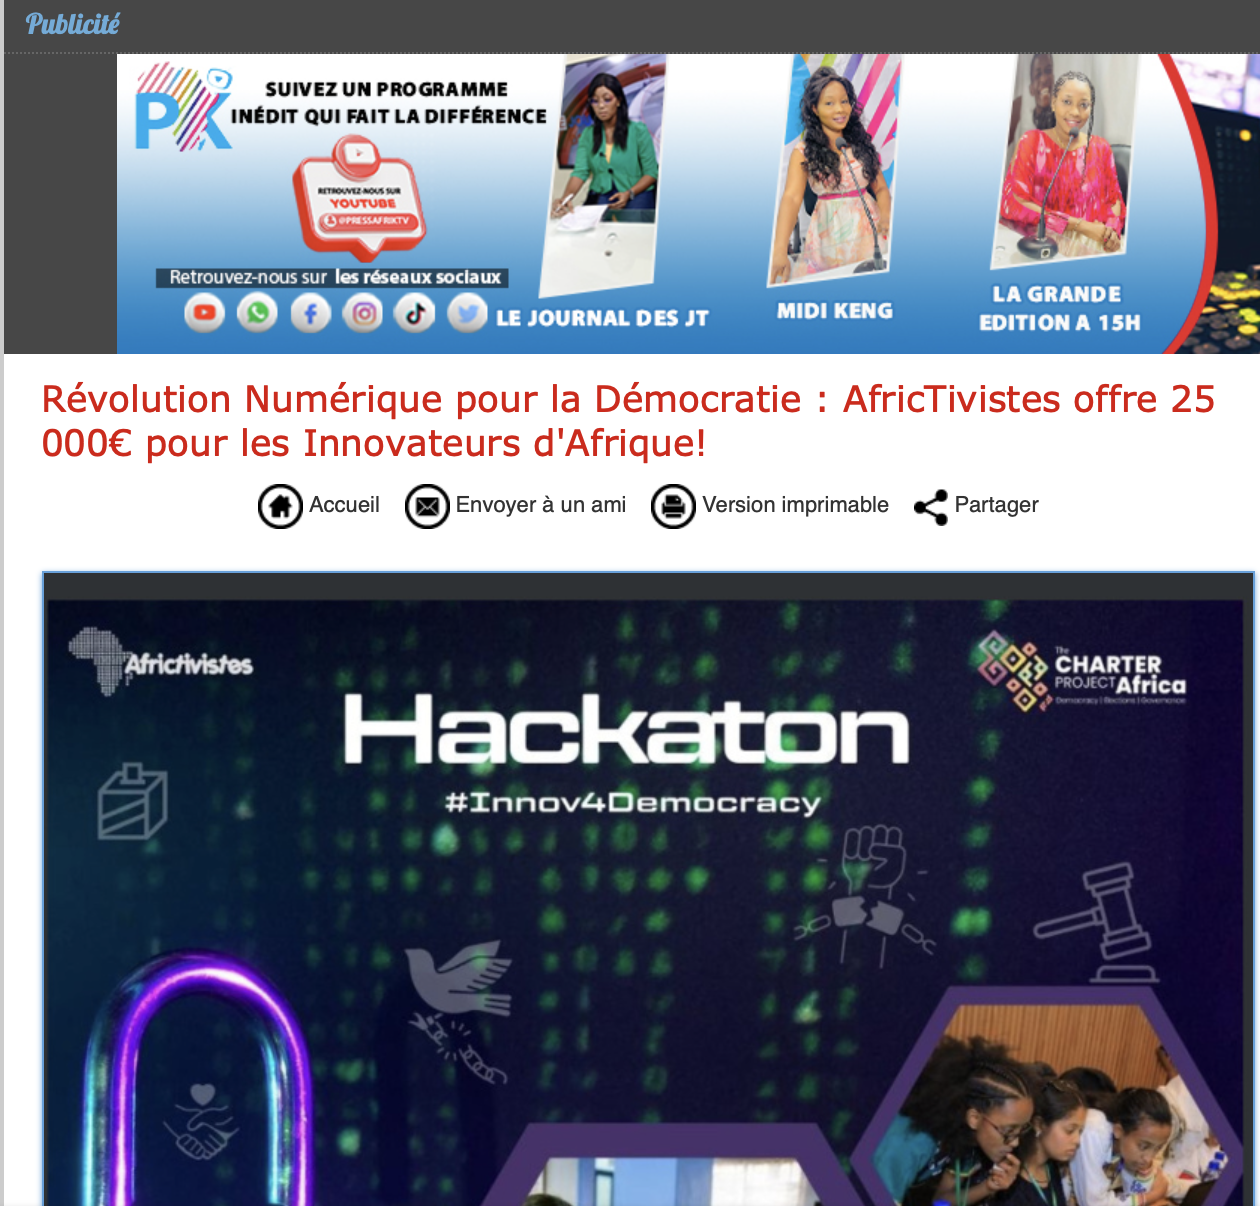 Publicité
PK
SUIVEZ UN PROGRAMME
INÉDIT QUI FAIT LA DIFFÉRENCE
RETROUVEZ-NOUS SUR
YOUTUBE
@PRESSAFRIKTV
Retrouvez-nous sur les réseaux sociaux
LE JOURNAL DES JT
MIDI KENG
LA GRANDE
EDITION A 15H
Révolution Numérique pour la Démocratie : AfricTivistes offre 25
000€ pour les Innovateurs d'Afrique!
Accueil Envoyer à un ami Version imprimable Partager
Africtivistes
The
CHARTER
PROJECT Africa
Democracy | Elections | Governance
Hackaton
#Innov4Democracy